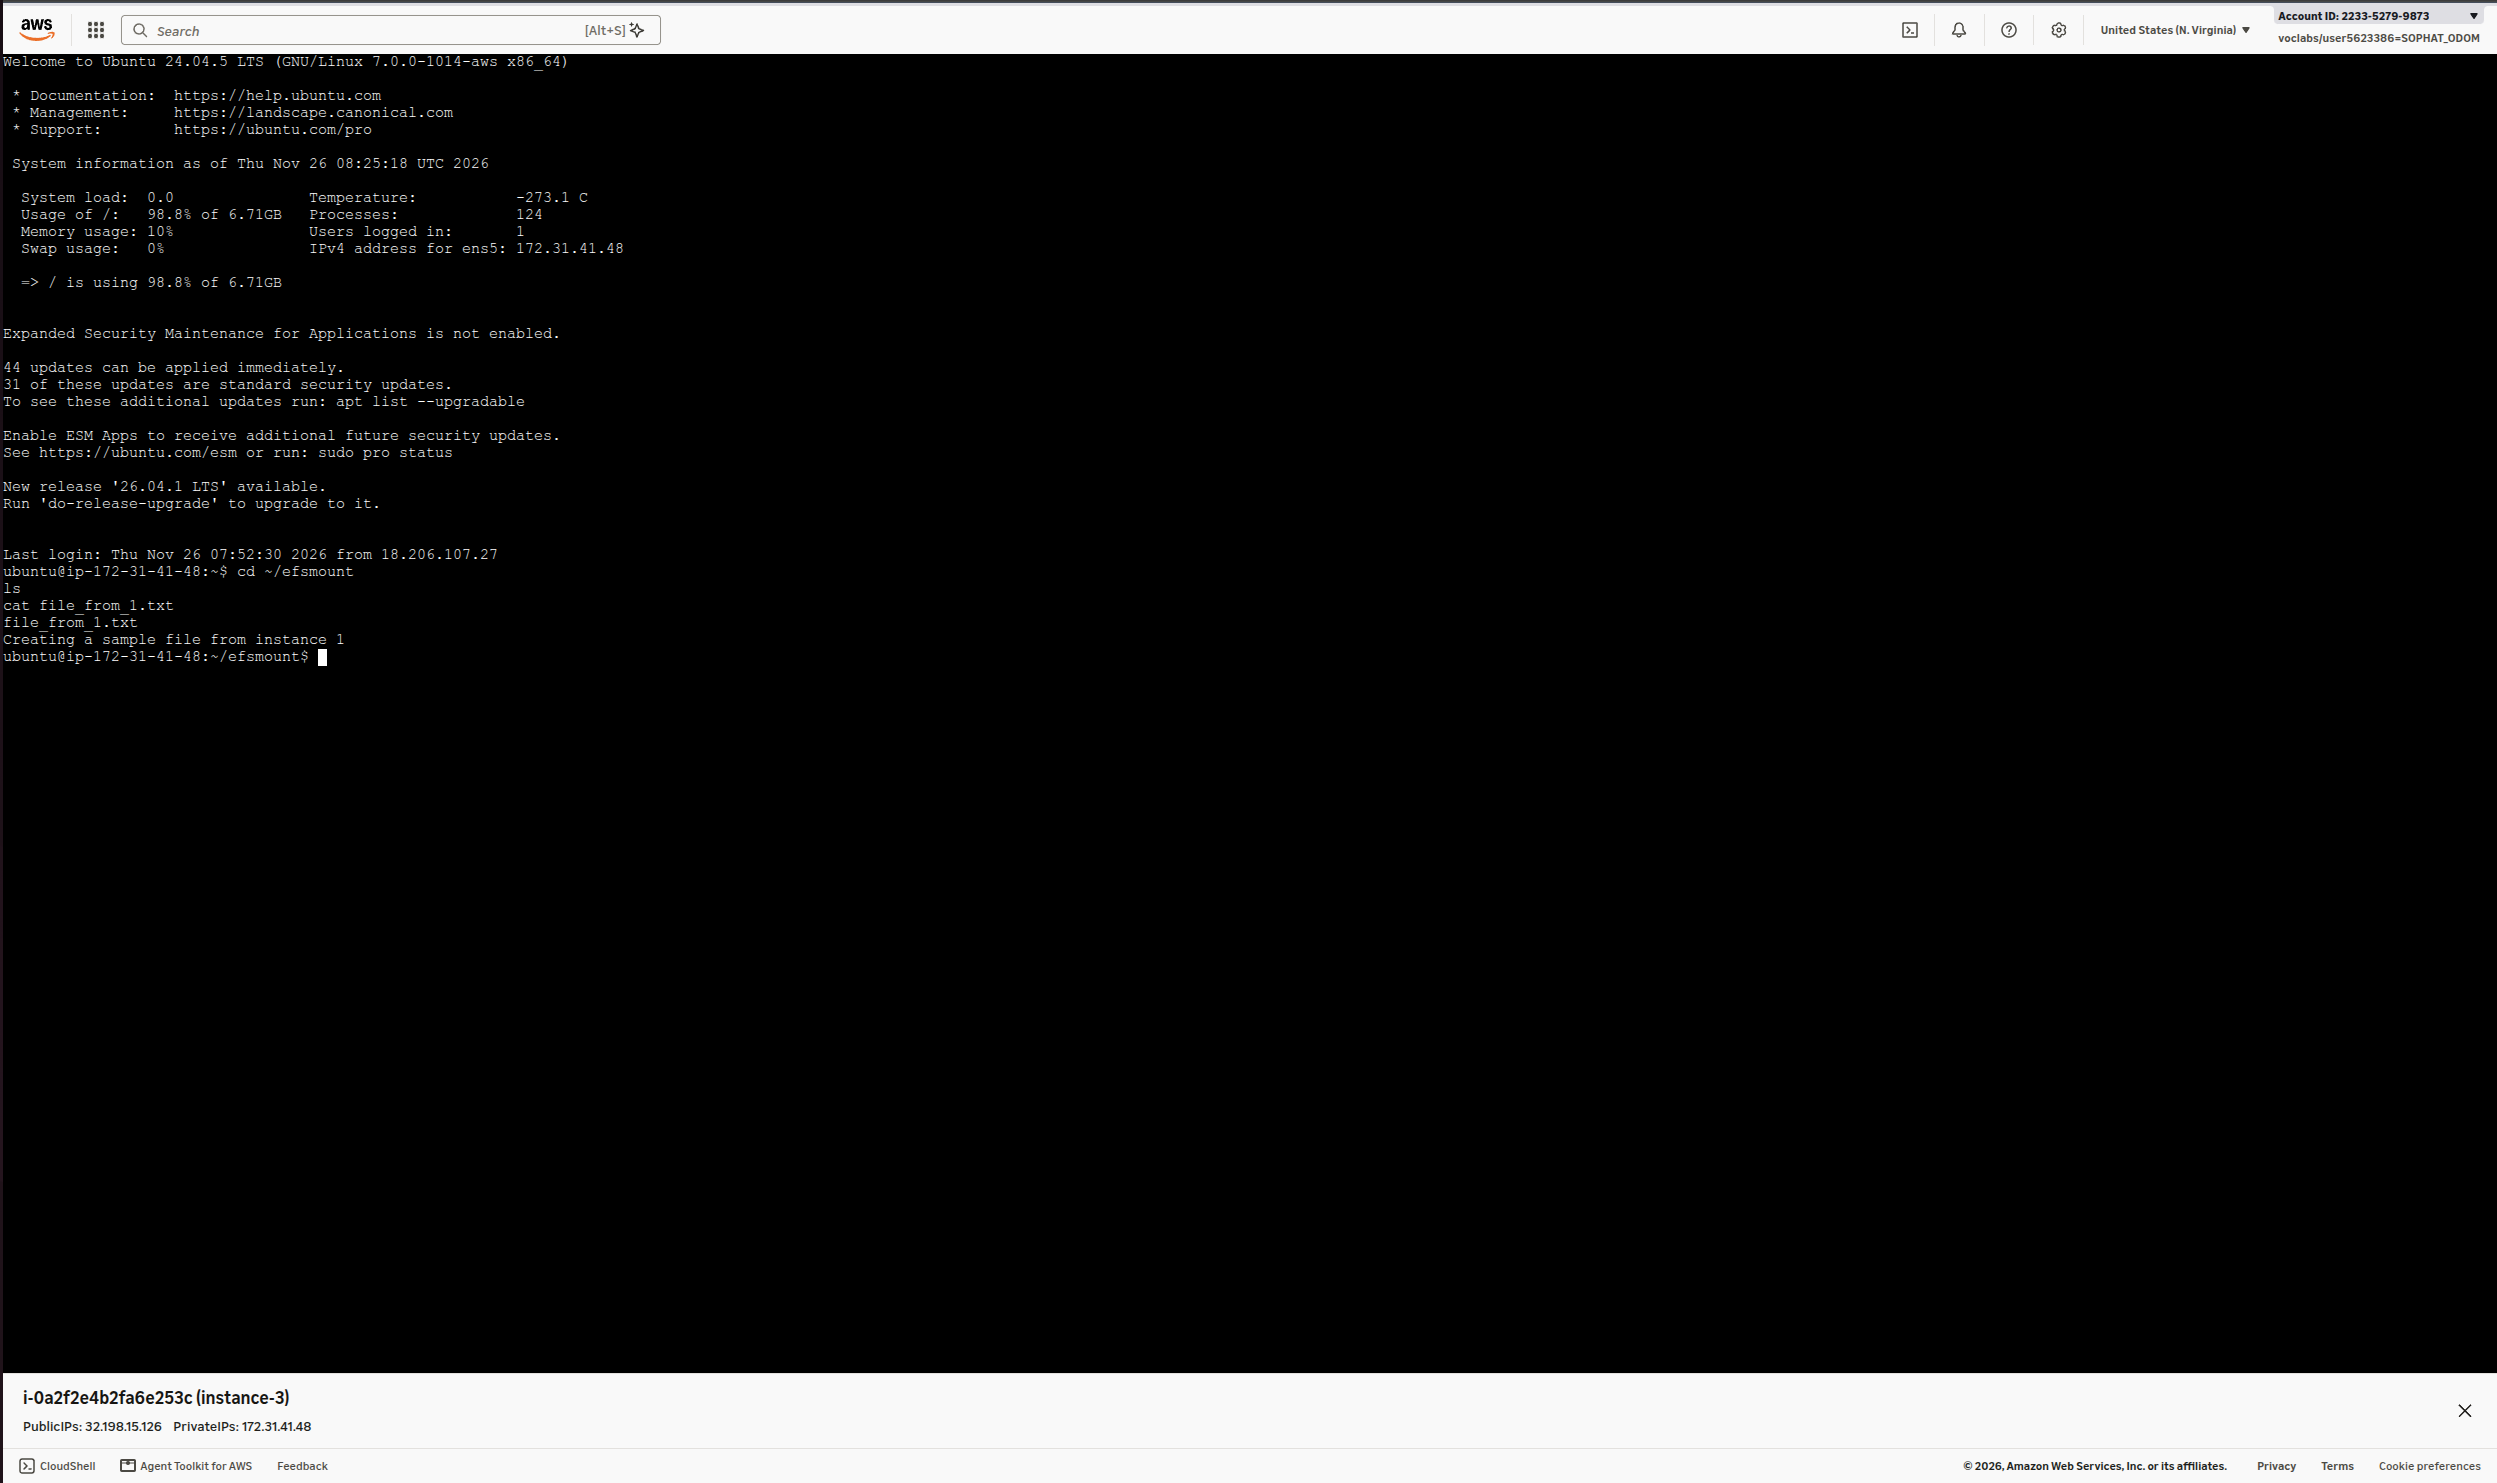 aws
Search [Alt+S]
United States (N. Virginia)
Account ID: 2233-5279-9873
voclabs/user5623386=SOPHAT_ODOM
Welcome to Ubuntu 24.04.5 LTS (GNU/Linux 7.0.0-1014-aws x86_64)
* Documentation:  https://help.ubuntu.com
* Management:     https://landscape.canonical.com
* Support:        https://ubuntu.com/pro
System information as of Thu Nov 26 08:25:18 UTC 2026
System load:  0.0               Temperature:           -273.1 C
Usage of /:   98.8% of 6.71GB   Processes:             124
Memory usage: 10%               Users logged in:       1
Swap usage:   0%                IPv4 address for ens5: 172.31.41.48
=> / is using 98.8% of 6.71GB
Expanded Security Maintenance for Applications is not enabled.
44 updates can be applied immediately.
31 of these updates are standard security updates.
To see these additional updates run: apt list --upgradable
Enable ESM Apps to receive additional future security updates.
See https://ubuntu.com/esm or run: sudo pro status
New release '26.04.1 LTS' available.
Run 'do-release-upgrade' to upgrade to it.
Last login: Thu Nov 26 07:52:30 2026 from 18.206.107.27
ubuntu@ip-172-31-41-48:~$ cd ~/efsmount
ls
cat file_from_1.txt
file_from_1.txt
Creating a sample file from instance 1
ubuntu@ip-172-31-41-48:~/efsmount$
i-0a2f2e4b2fa6e253c (instance-3)
PublicIPs: 32.198.15.126 PrivateIPs: 172.31.41.48
CloudShell Agent Toolkit for AWS Feedback
© 2026, Amazon Web Services, Inc. or its affiliates. Privacy Terms Cookie preferences